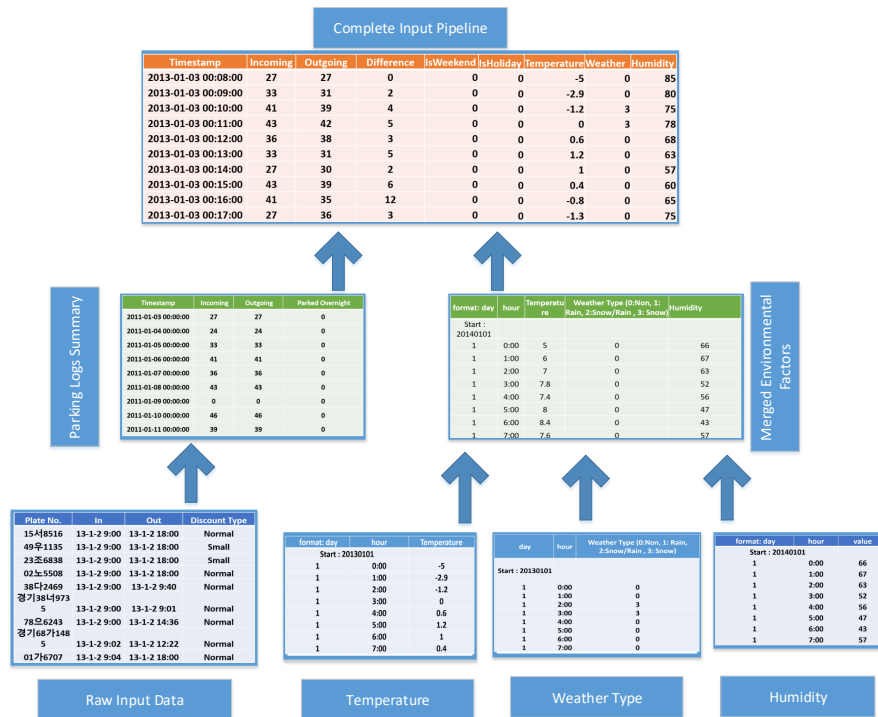 Complete Input Pipeline
Timestamp Incoming Outgoing Difference IsWeekend IsHoliday Temperature Weather Humidity
2013-01-03 00:08:00 27 27 0 0 0 -5 0 85
2013-01-03 00:09:00 33 31 2 0 0 -2.9 0 80
2013-01-03 00:10:00 41 39 4 0 0 -1.2 3 75
2013-01-03 00:11:00 43 42 5 0 0 0 3 78
2013-01-03 00:12:00 36 38 3 0 0 0.6 0 68
2013-01-03 00:13:00 33 31 5 0 0 1.2 0 63
2013-01-03 00:14:00 27 30 2 0 0 1 0 57
2013-01-03 00:15:00 43 39 6 0 0 0.4 0 60
2013-01-03 00:16:00 41 35 12 0 0 -0.8 0 65
2013-01-03 00:17:00 27 36 3 0 0 -1.3 0 75
Parking Logs Summary
Timestamp Incoming Outgoing Parked Overnight
2011-01-03 00:00:00 27 27 0
2011-01-04 00:00:00 24 24 0
2011-01-05 00:00:00 33 33 0
2011-01-06 00:00:00 41 41 0
2011-01-07 00:00:00 36 36 0
2011-01-08 00:00:00 43 43 0
2011-01-09 00:00:00 0 0 0
2011-01-10 00:00:00 46 46 0
2011-01-11 00:00:00 39 39 0
format: day hour Temperatu
re Weather Type (0:Non, 1:
Rain, 2:Snow/Rain , 3: Snow) Humidity
Start :
20140101
1 0:00 5 0 66
1 1:00 6 0 67
1 2:00 7 0 63
1 3:00 7.8 0 52
1 4:00 7.4 0 56
1 5:00 8 0 47
1 6:00 8.4 0 43
1 7:00 7.6 0 57
Merged Environmental
Factors
Plate No. In Out Discount Type
15서8516 13-1-2 9:00 13-1-2 18:00 Normal
49우1135 13-1-2 9:00 13-1-2 18:00 Small
23조6838 13-1-2 9:00 13-1-2 18:00 Small
02노5508 13-1-2 9:00 13-1-2 18:00 Normal
38다2469 13-1-2 9:00 13-1-2 9:40 Normal
경기38너973
5 13-1-2 9:00 13-1-2 9:01 Normal
78으6243 13-1-2 9:00 13-1-2 14:36 Normal
경기68가148
5 13-1-2 9:02 13-1-2 12:22 Normal
01가6707 13-1-2 9:04 13-1-2 18:00 Normal
format: day hour Temperature
Start : 20130101
1 0:00 -5
1 1:00 -2.9
1 2:00 -1.2
1 3:00 0
1 4:00 0.6
1 5:00 1.2
1 6:00 1
1 7:00 0.4
day hour Weather Type (0:Non, 1: Rain,
2:Snow/Rain , 3: Snow)
Start : 20130101
1 0:00 0
1 1:00 0
1 2:00 3
1 3:00 3
1 4:00 0
1 5:00 0
1 6:00 0
1 7:00 0
format: day hour value
Start : 20140101
1 0:00 66
1 1:00 67
1 2:00 63
1 3:00 52
1 4:00 56
1 5:00 47
1 6:00 43
1 7:00 57
Raw Input Data
Temperature
Weather Type
Humidity